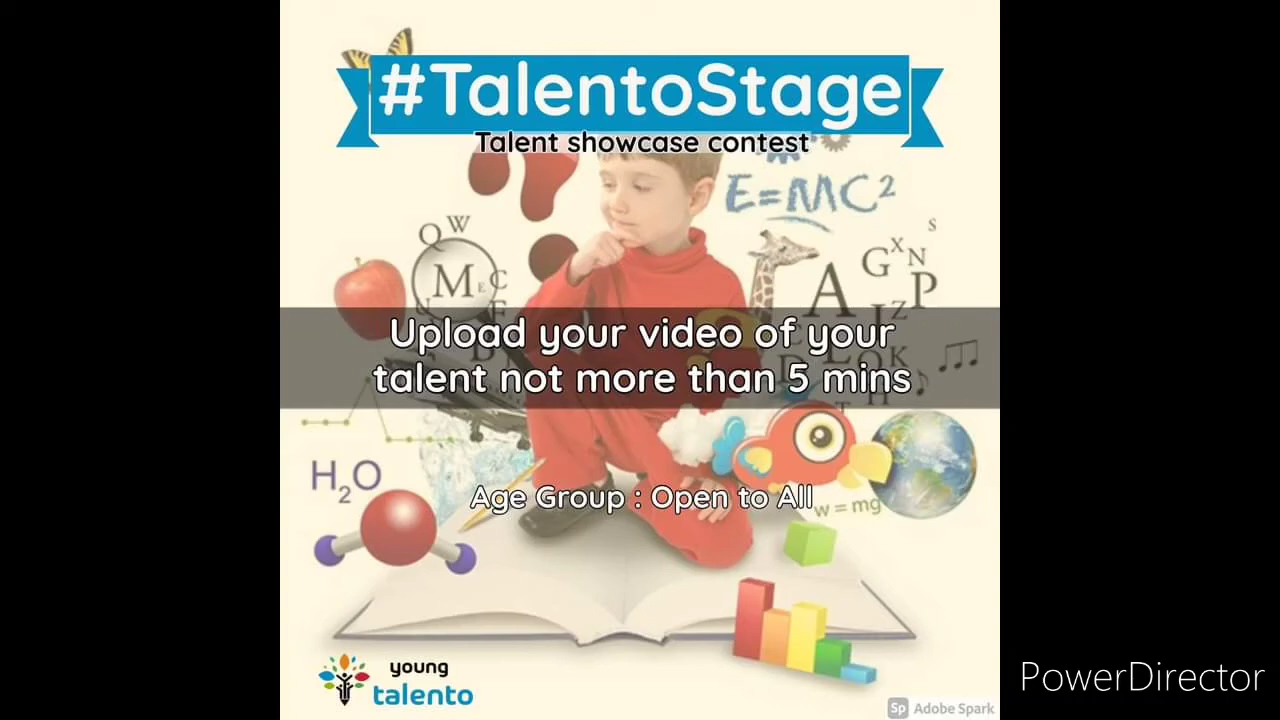 #TalentoStage
Talent showcase contest
E=MC²
Q W
M E C
S
G X N
A P
Upload your video of your
talent not more than 5 mins
H₂O
Age Group : Open to All
w = mg
young
talento
Sp Adobe Spark
PowerDirector